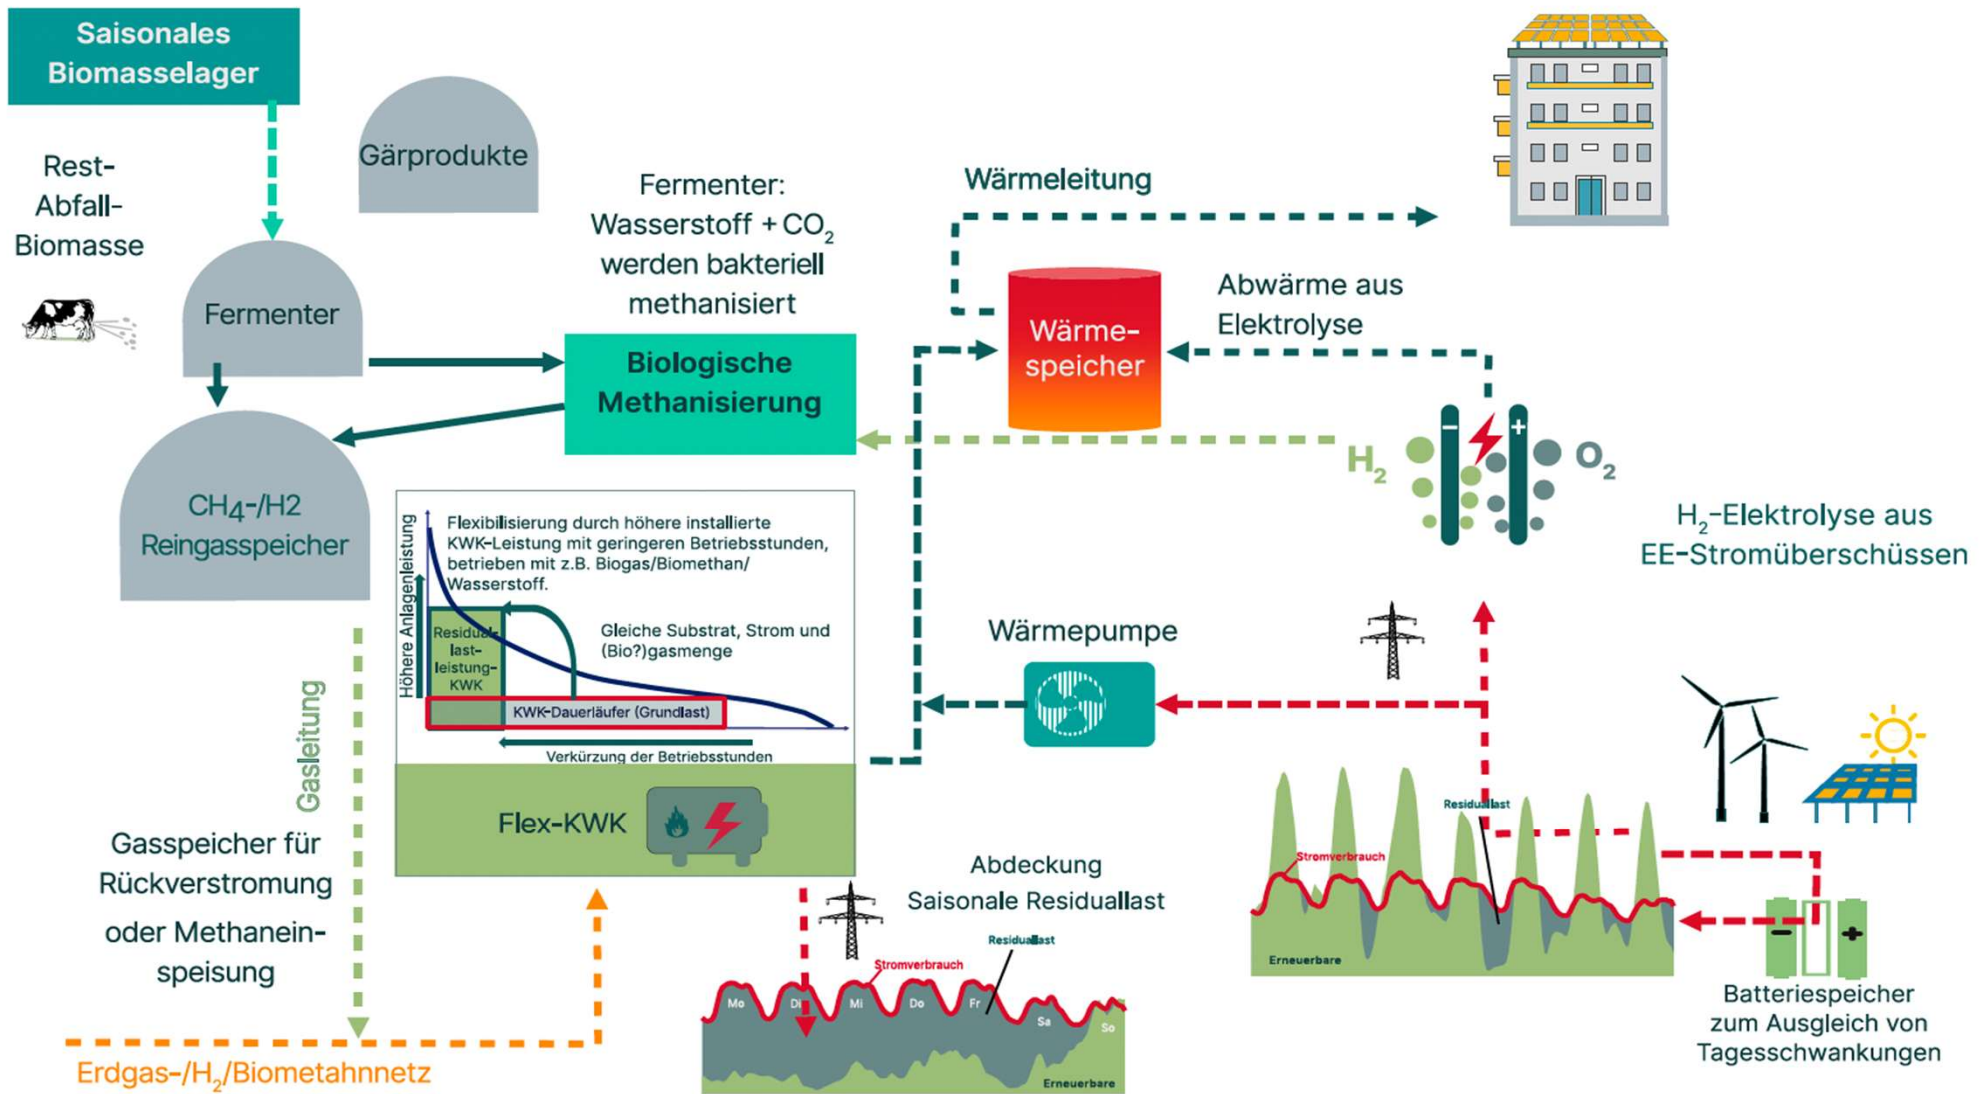 Saisonales
Biomasselager
Gärprodukte
Rest-
Abfall-
Biomasse
Fermenter
Fermenter:
Wasserstoff + CO₂
werden bakteriell
methanisiert
Biologische
Methanisierung
Wärmeleitung
Wärme-
speicher
Abwärme aus
Elektrolyse
H₂
- +
O₂
H₂-Elektrolyse aus
EE-Stromüberschüssen
CH4-/H2
Reingasspeicher
Höhere Anlagenleistung
Flexibilisierung durch höhere installierte
KWK-Leistung mit geringeren Betriebsstunden,
betrieben mit z.B. Biogas/Biomethan/
Wasserstoff.
Residual-
last-
leistung-
KWK
Gleiche Substrat, Strom und
(Bio?)gasmenge
KWK-Dauerläufer (Grundlast)
Verkürzung der Betriebsstunden
Flex-KWK
Wärmepumpe
Gasleitung
Gasspeicher für
Rückverstromung
oder Methanein-
speisung
Erdgas-/H₂/Biometahnnetz
Abdeckung
Saisonale Residuallast
Residuallast
Stromverbrauch
Mo Di Mi Do Fr Sa So
Erneuerbare
Residuallast
Stromverbrauch
Erneuerbare
- +
Batteriespeicher
zum Ausgleich von
Tagesschwankungen